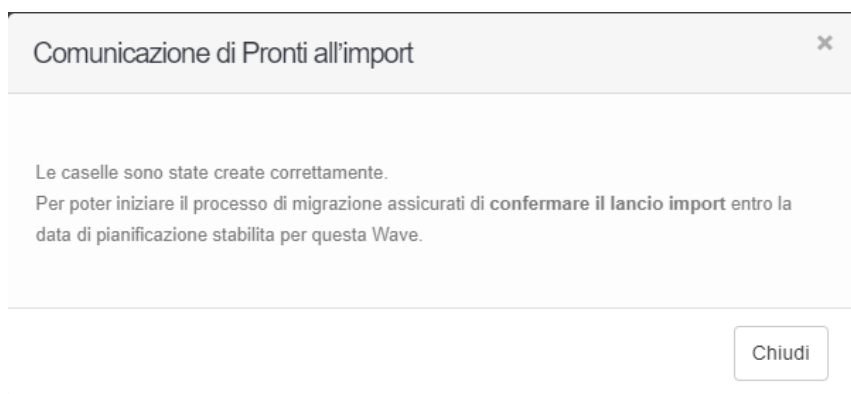 Comunicazione di Pronti all'import
×
Le caselle sono state create correttamente.
Per poter iniziare il processo di migrazione assicurati di confermare il lancio import entro la
data di pianificazione stabilita per questa Wave.
Chiudi